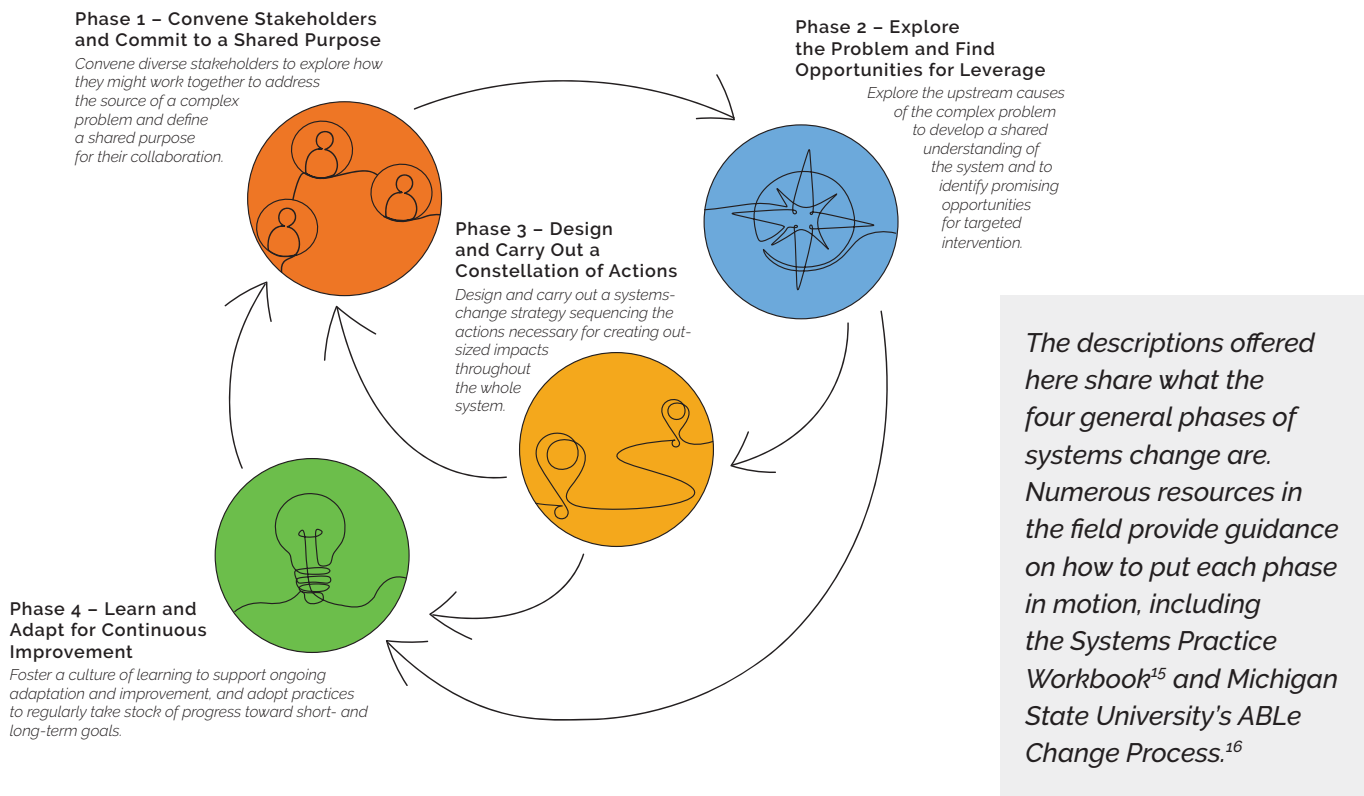 Phase 1 – Convene Stakeholders
and Commit to a Shared Purpose
Convene diverse stakeholders to explore how
they might work together to address
the source of a complex
problem and define
a shared purpose
for their collaboration.
Phase 2 – Explore
the Problem and Find
Opportunities for Leverage
Explore the upstream causes
of the complex problem
to develop a shared
understanding of
the system and to
identify promising
opportunities
for targeted
intervention.
Phase 3 – Design
and Carry Out a
Constellation of Actions
Design and carry out a systems-
change strategy sequencing the
actions necessary for creating out-
sized impacts
throughout
the whole
system.
Phase 4 – Learn and
Adapt for Continuous
Improvement
Foster a culture of learning to support ongoing
adaptation and improvement, and adopt practices
to regularly take stock of progress toward short- and
long-term goals.
The descriptions offered
here share what the
four general phases of
systems change are.
Numerous resources in
the field provide guidance
on how to put each phase
in motion, including
the Systems Practice
Workbook¹⁵ and Michigan
State University’s ABLe
Change Process.¹⁶